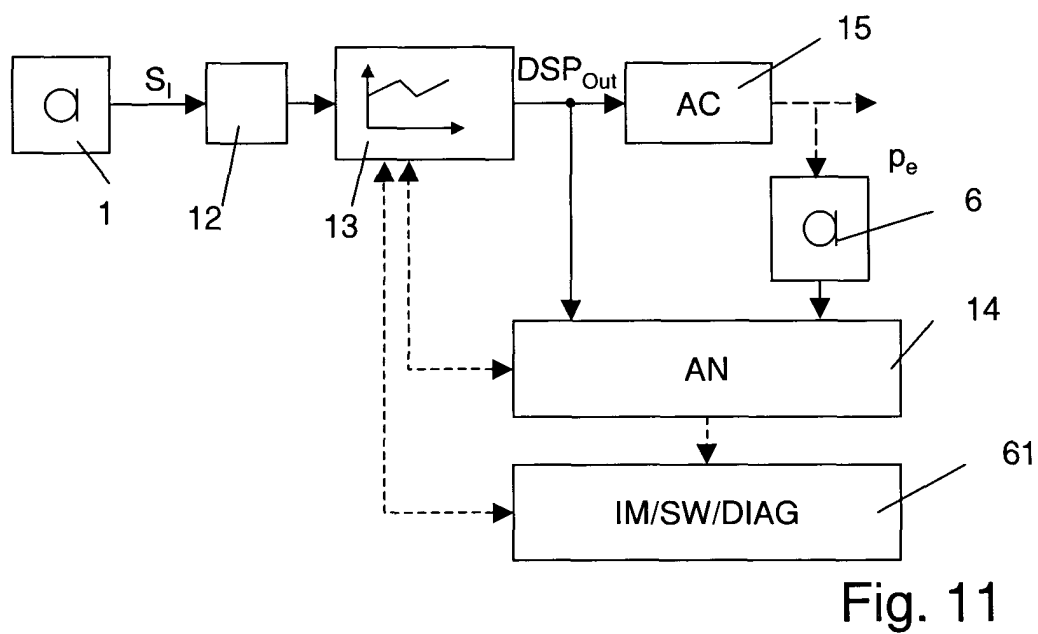 15
S_I
DSP_Out
AC
1
12
13
p_e
6
14
AN
61
IM/SW/DIAG
Fig. 11